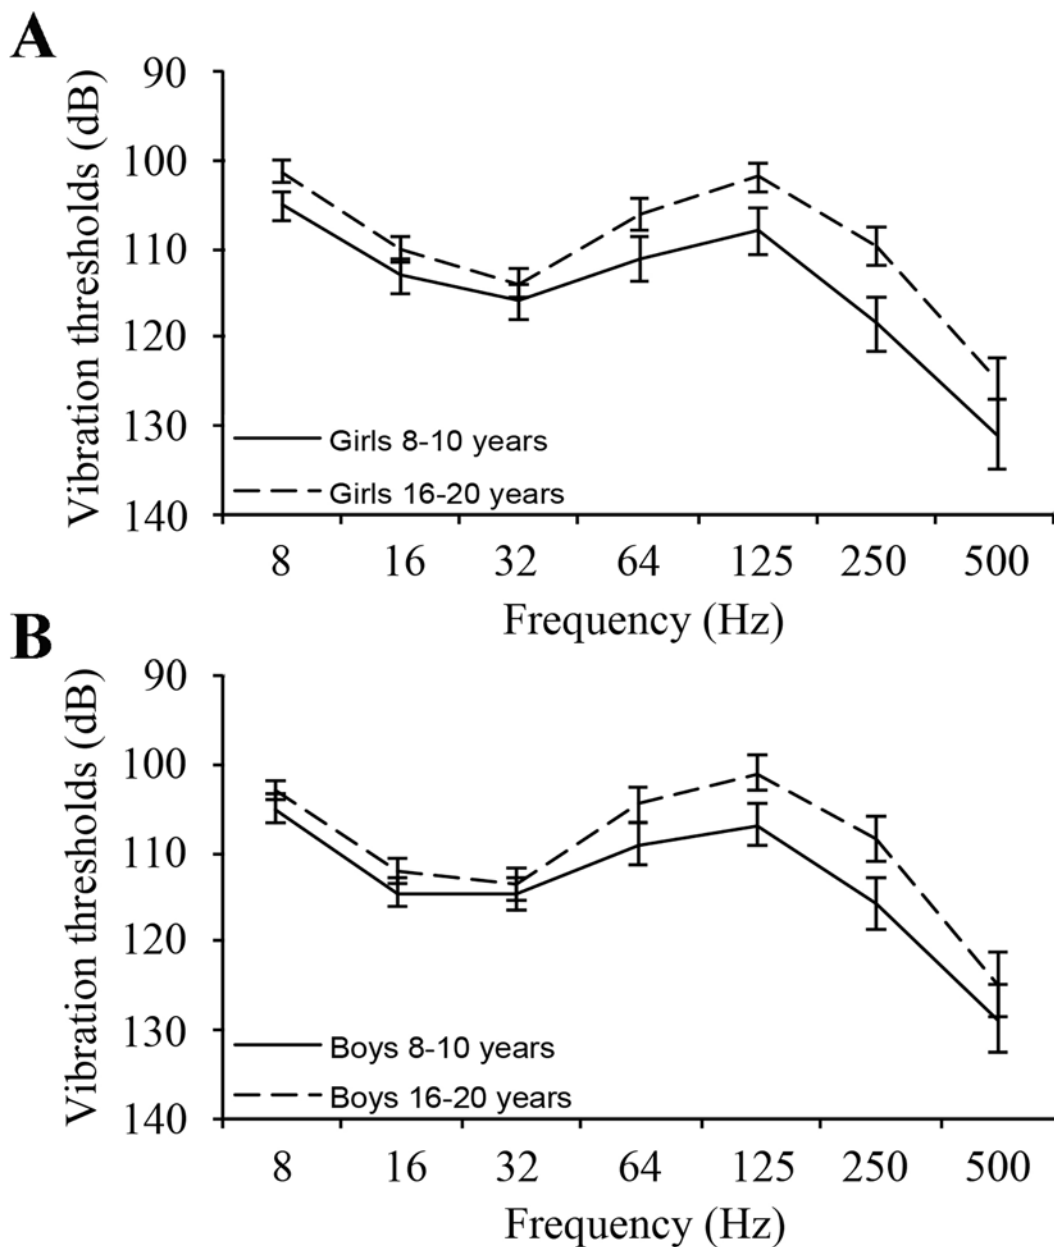 A
Vibration thresholds (dB)
90
100
110
120
130
140
Girls 8-10 years
Girls 16-20 years
8 16 32 64 125 250 500
Frequency (Hz)
B
Vibration thresholds (dB)
90
100
110
120
130
140
Boys 8-10 years
Boys 16-20 years
8 16 32 64 125 250 500
Frequency (Hz)